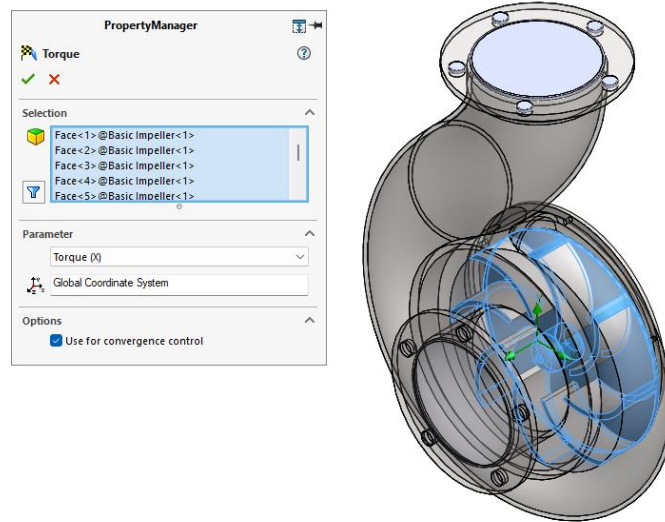 PropertyManager
Torque
Selection
Face<1>@Basic Impeller<1>
Face<2>@Basic Impeller<1>
Face<3>@Basic Impeller<1>
Face<4>@Basic Impeller<1>
Face<5>@Basic Impeller<1>
Parameter
Torque (X)
Global Coordinate System
Options
Use for convergence control